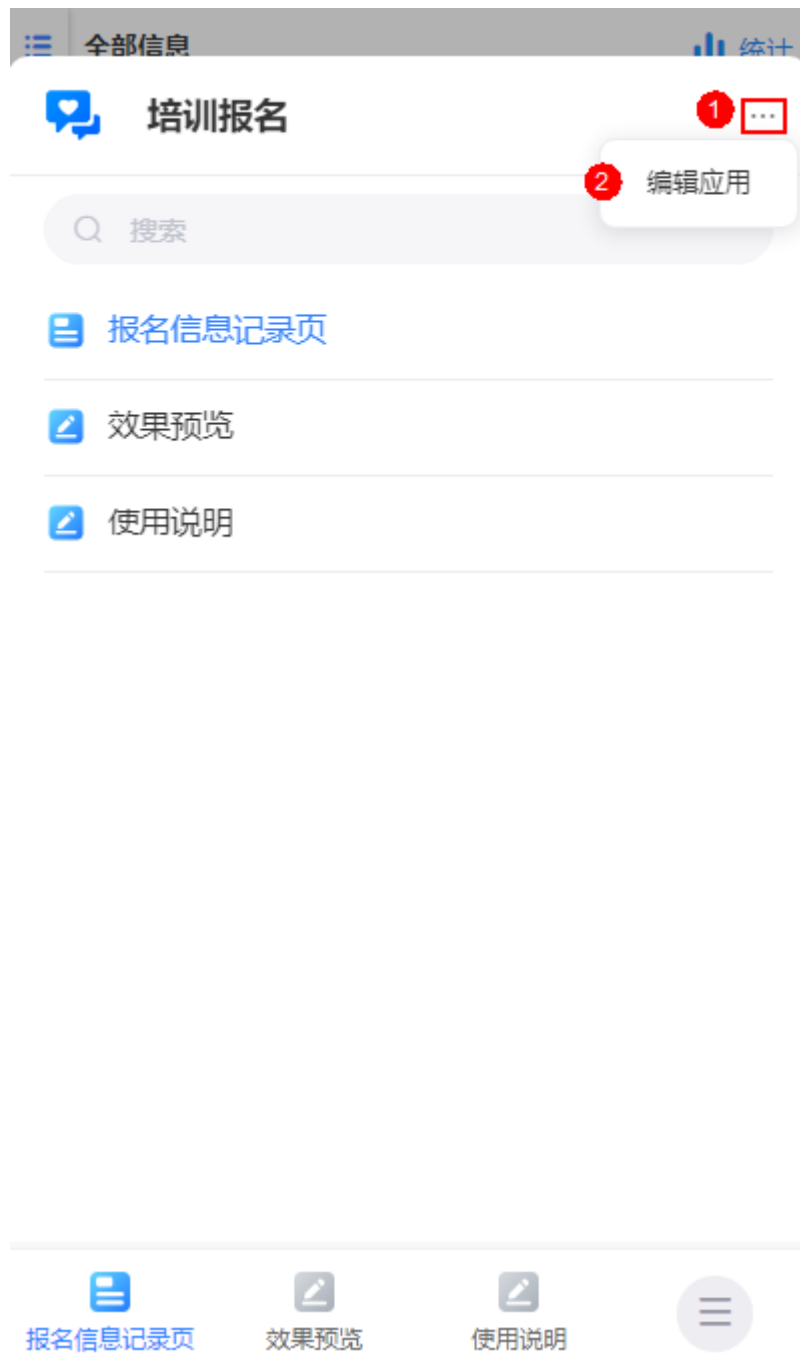 全部信息
统计
培训报名
1
2 编辑应用
搜索
报名信息记录页
效果预览
使用说明
报名信息记录页 效果预览 使用说明